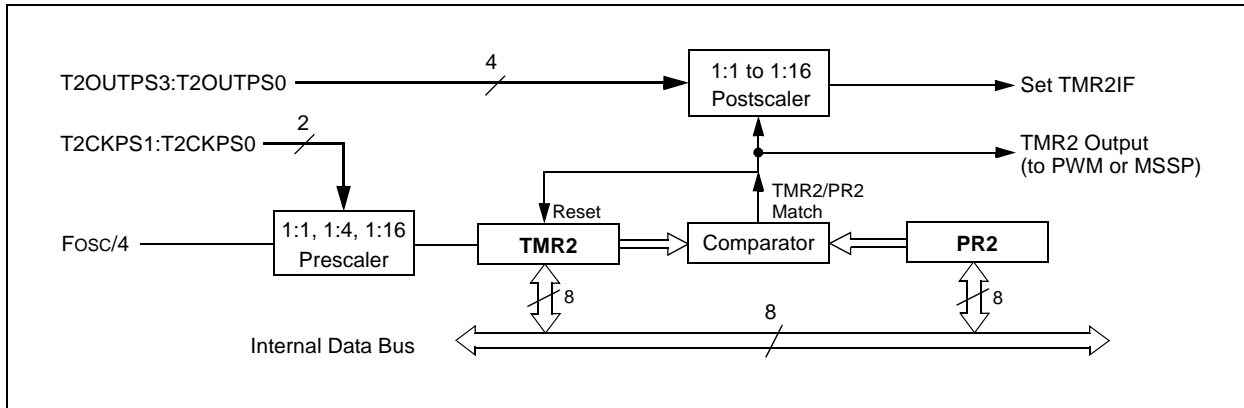 T2OUTPS3:T2OUTPS0
4
1:1 to 1:16
Postscaler
Set TMR2IF
T2CKPS1:T2CKPS0
2
TMR2 Output
(to PWM or MSSP)
TMR2/PR2
Match
Reset
FOSC/4
1:1, 1:4, 1:16
Prescaler
TMR2
Comparator
PR2
8
8
8
Internal Data Bus